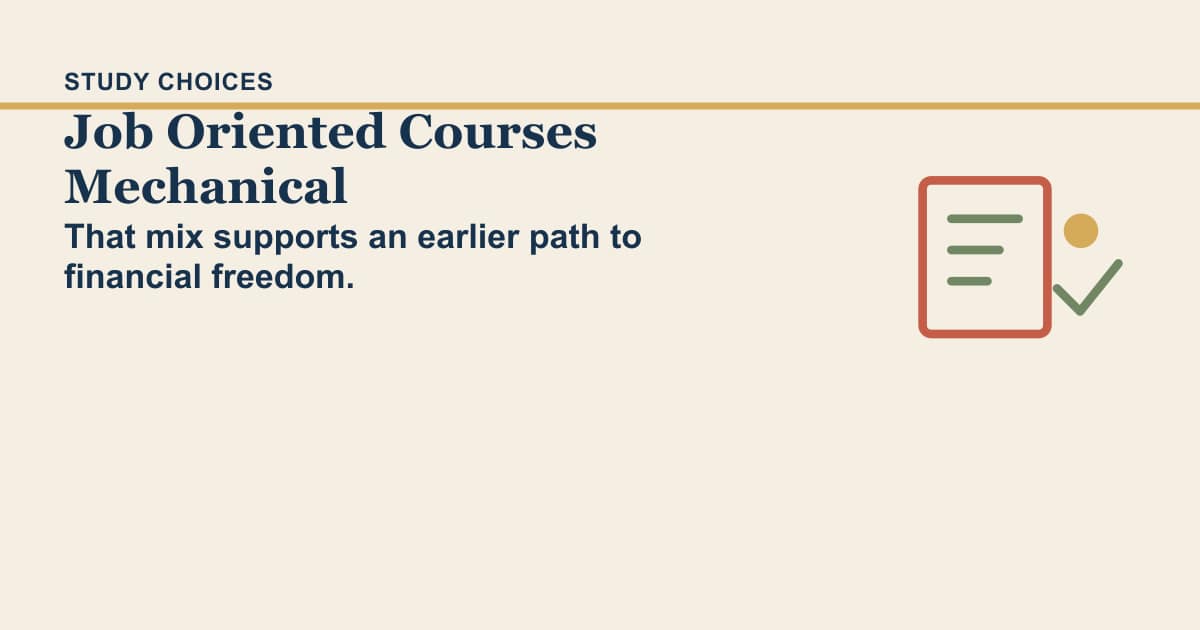 STUDY CHOICES
Job Oriented Courses
Mechanical
That mix supports an earlier path to
financial freedom.